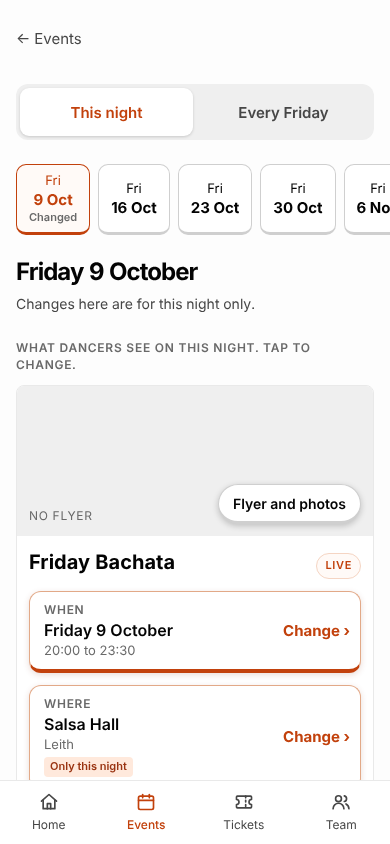 ← Events
This night
Every Friday
Fri
9 Oct
Changed
Fri
16 Oct
Fri
23 Oct
Fri
30 Oct
Fri
6 No
Friday 9 October
Changes here are for this night only.
WHAT DANCERS SEE ON THIS NIGHT. TAP TO
CHANGE.
NO FLYER
Flyer and photos
Friday Bachata
LIVE
WHEN
Friday 9 October
20:00 to 23:30
Change ›
WHERE
Salsa Hall
Leith
Only this night
Change ›
Home
Events
Tickets
Team